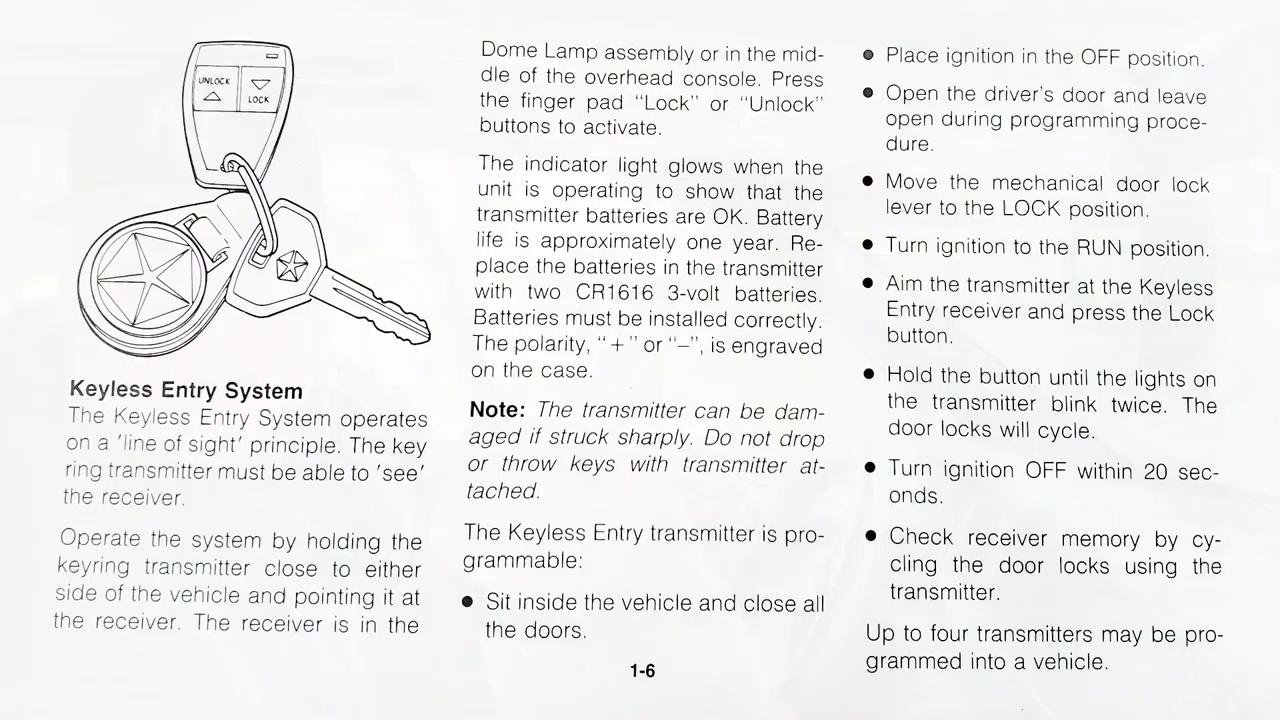 UNLOCK
LOCK
Keyless Entry System
The Keyless Entry System operates
on a 'line of sight' principle. The key
ring transmitter must be able to 'see'
the receiver.
Operate the system by holding the
keyring transmitter close to either
side of the vehicle and pointing it at
the receiver. The receiver is in the
Dome Lamp assembly or in the mid-
dle of the overhead console. Press
the finger pad “Lock” or “Unlock”
buttons to activate.
The indicator light glows when the
unit is operating to show that the
transmitter batteries are OK. Battery
life is approximately one year. Re-
place the batteries in the transmitter
with two CR1616 3-volt batteries.
Batteries must be installed correctly.
The polarity, “+” or “–”, is engraved
on the case.
Note: The transmitter can be dam-
aged if struck sharply. Do not drop
or throw keys with transmitter at-
tached.
The Keyless Entry transmitter is pro-
grammable:
● Sit inside the vehicle and close all
the doors.
● Place ignition in the OFF position.
● Open the driver's door and leave
open during programming proce-
dure.
● Move the mechanical door lock
lever to the LOCK position.
● Turn ignition to the RUN position.
● Aim the transmitter at the Keyless
Entry receiver and press the Lock
button.
● Hold the button until the lights on
the transmitter blink twice. The
door locks will cycle.
● Turn ignition OFF within 20 sec-
onds.
● Check receiver memory by cy-
cling the door locks using the
transmitter.
Up to four transmitters may be pro-
grammed into a vehicle.
1-6